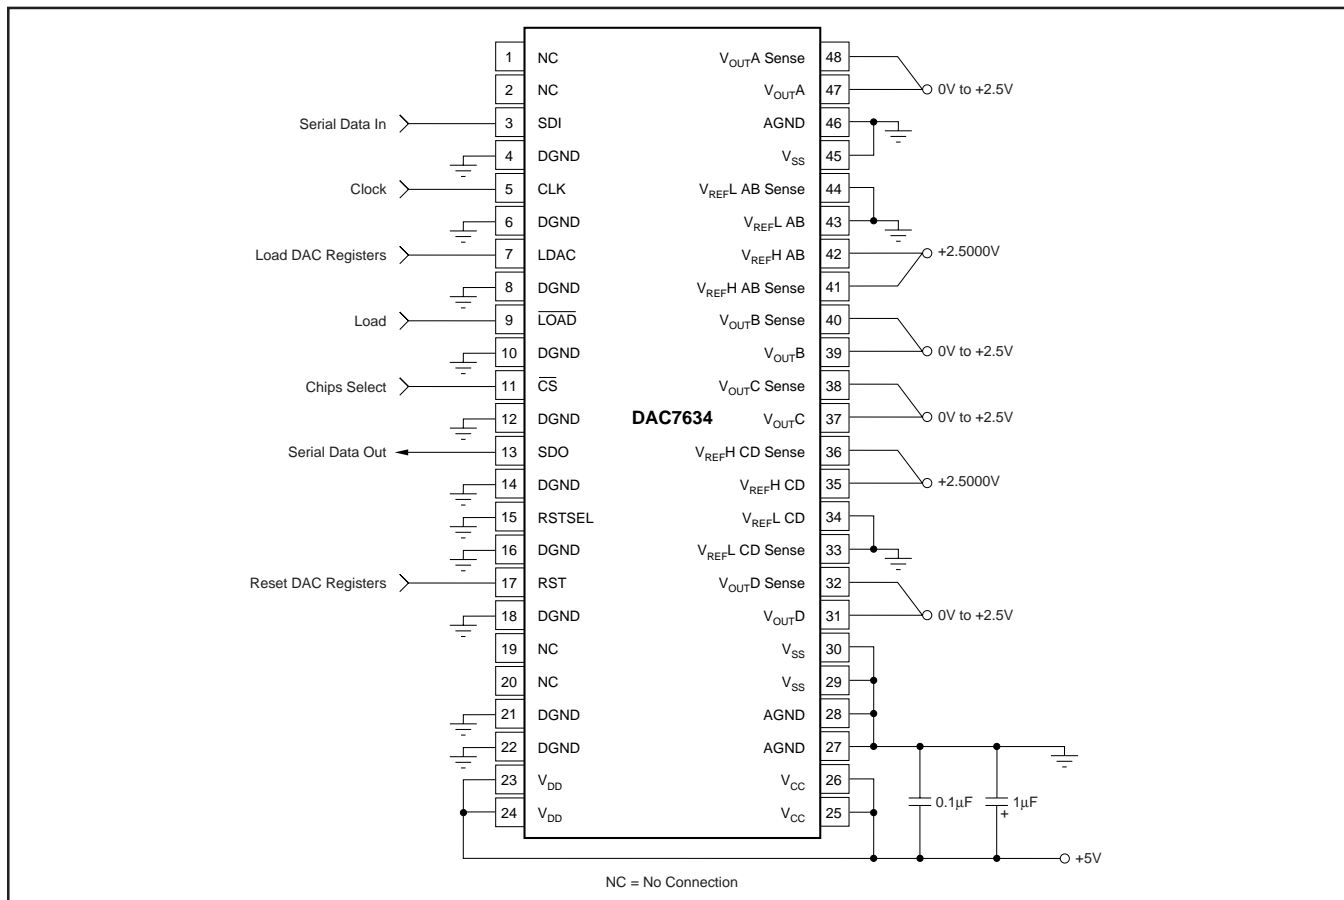 1 NC
2 NC
Serial Data In 3 SDI
4 DGND
Clock 5 CLK
6 DGND
Load DAC Registers 7 LDAC
8 DGND
Load 9 LOAD
10 DGND
Chips Select 11 CS
12 DGND
Serial Data Out 13 SDO
14 DGND
15 RSTSEL
16 DGND
Reset DAC Registers 17 RST
18 DGND
19 NC
20 NC
21 DGND
22 DGND
23 VDD
24 VDD
DAC7634
VOUTA Sense 48
VOUTA 47 0V to +2.5V
AGND 46
VSS 45
VREFL AB Sense 44
VREFL AB 43
VREFH AB 42 +2.5000V
VREFH AB Sense 41
VOUTB Sense 40
VOUTB 39 0V to +2.5V
VOUTC Sense 38
VOUTC 37 0V to +2.5V
VREFH CD Sense 36
VREFH CD 35 +2.5000V
VREFL CD 34
VREFL CD Sense 33
VOUTD Sense 32
VOUTD 31 0V to +2.5V
VSS 30
VSS 29
AGND 28
AGND 27
VCC 26
VCC 25
0.1µF 1µF
+
+5V
NC = No Connection